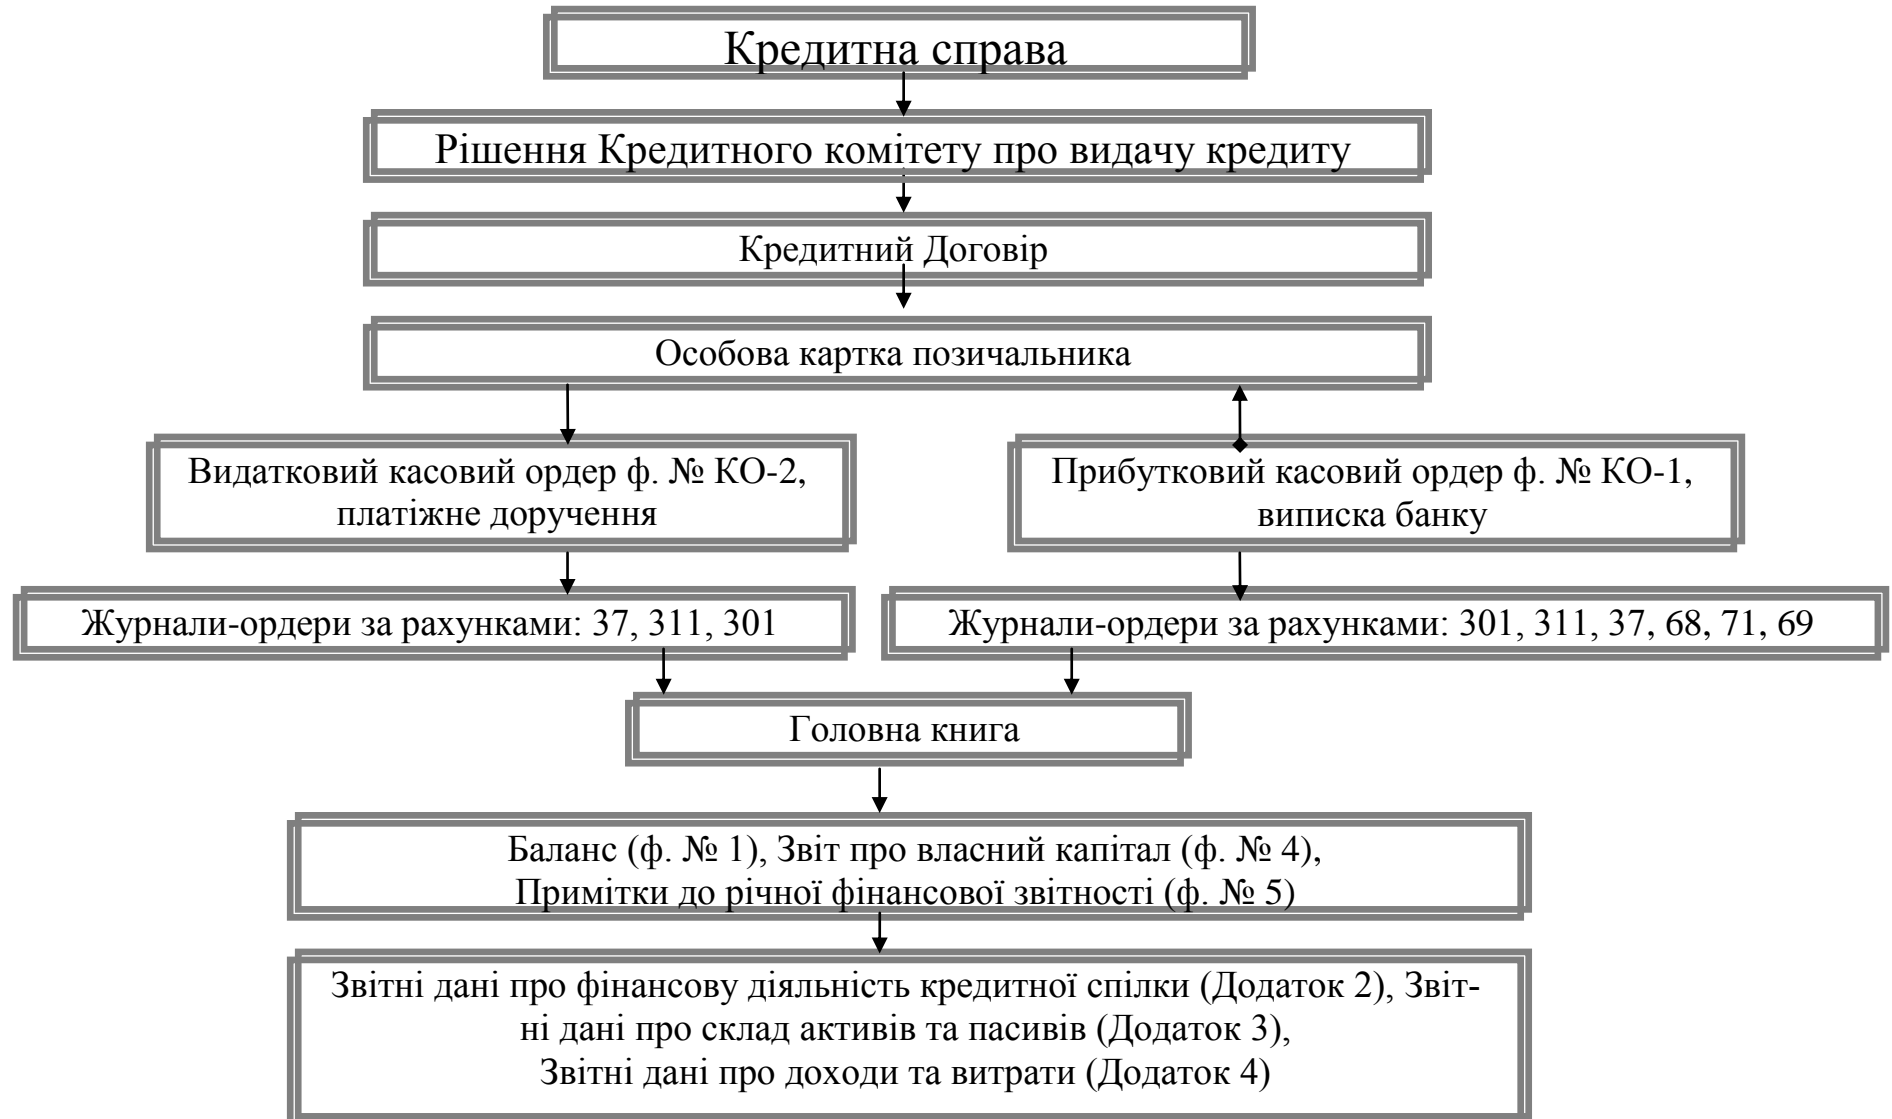 Кредитна справа
Рішення Кредитного комітету про видачу кредиту
Кредитний Договір
Особова картка позичальника
Видатковий касовий ордер ф. № КО-2,
платіжне доручення
Прибутковий касовий ордер ф. № КО-1,
виписка банку
Журнали-ордери за рахунками: 37, 311, 301
Журнали-ордери за рахунками: 301, 311, 37, 68, 71, 69
Головна книга
Баланс (ф. № 1), Звіт про власний капітал (ф. № 4),
Примітки до річної фінансової звітності (ф. № 5)
Звітні дані про фінансову діяльність кредитної спілки (Додаток 2), Звіт-
ні дані про склад активів та пасивів (Додаток 3),
Звітні дані про доходи та витрати (Додаток 4)